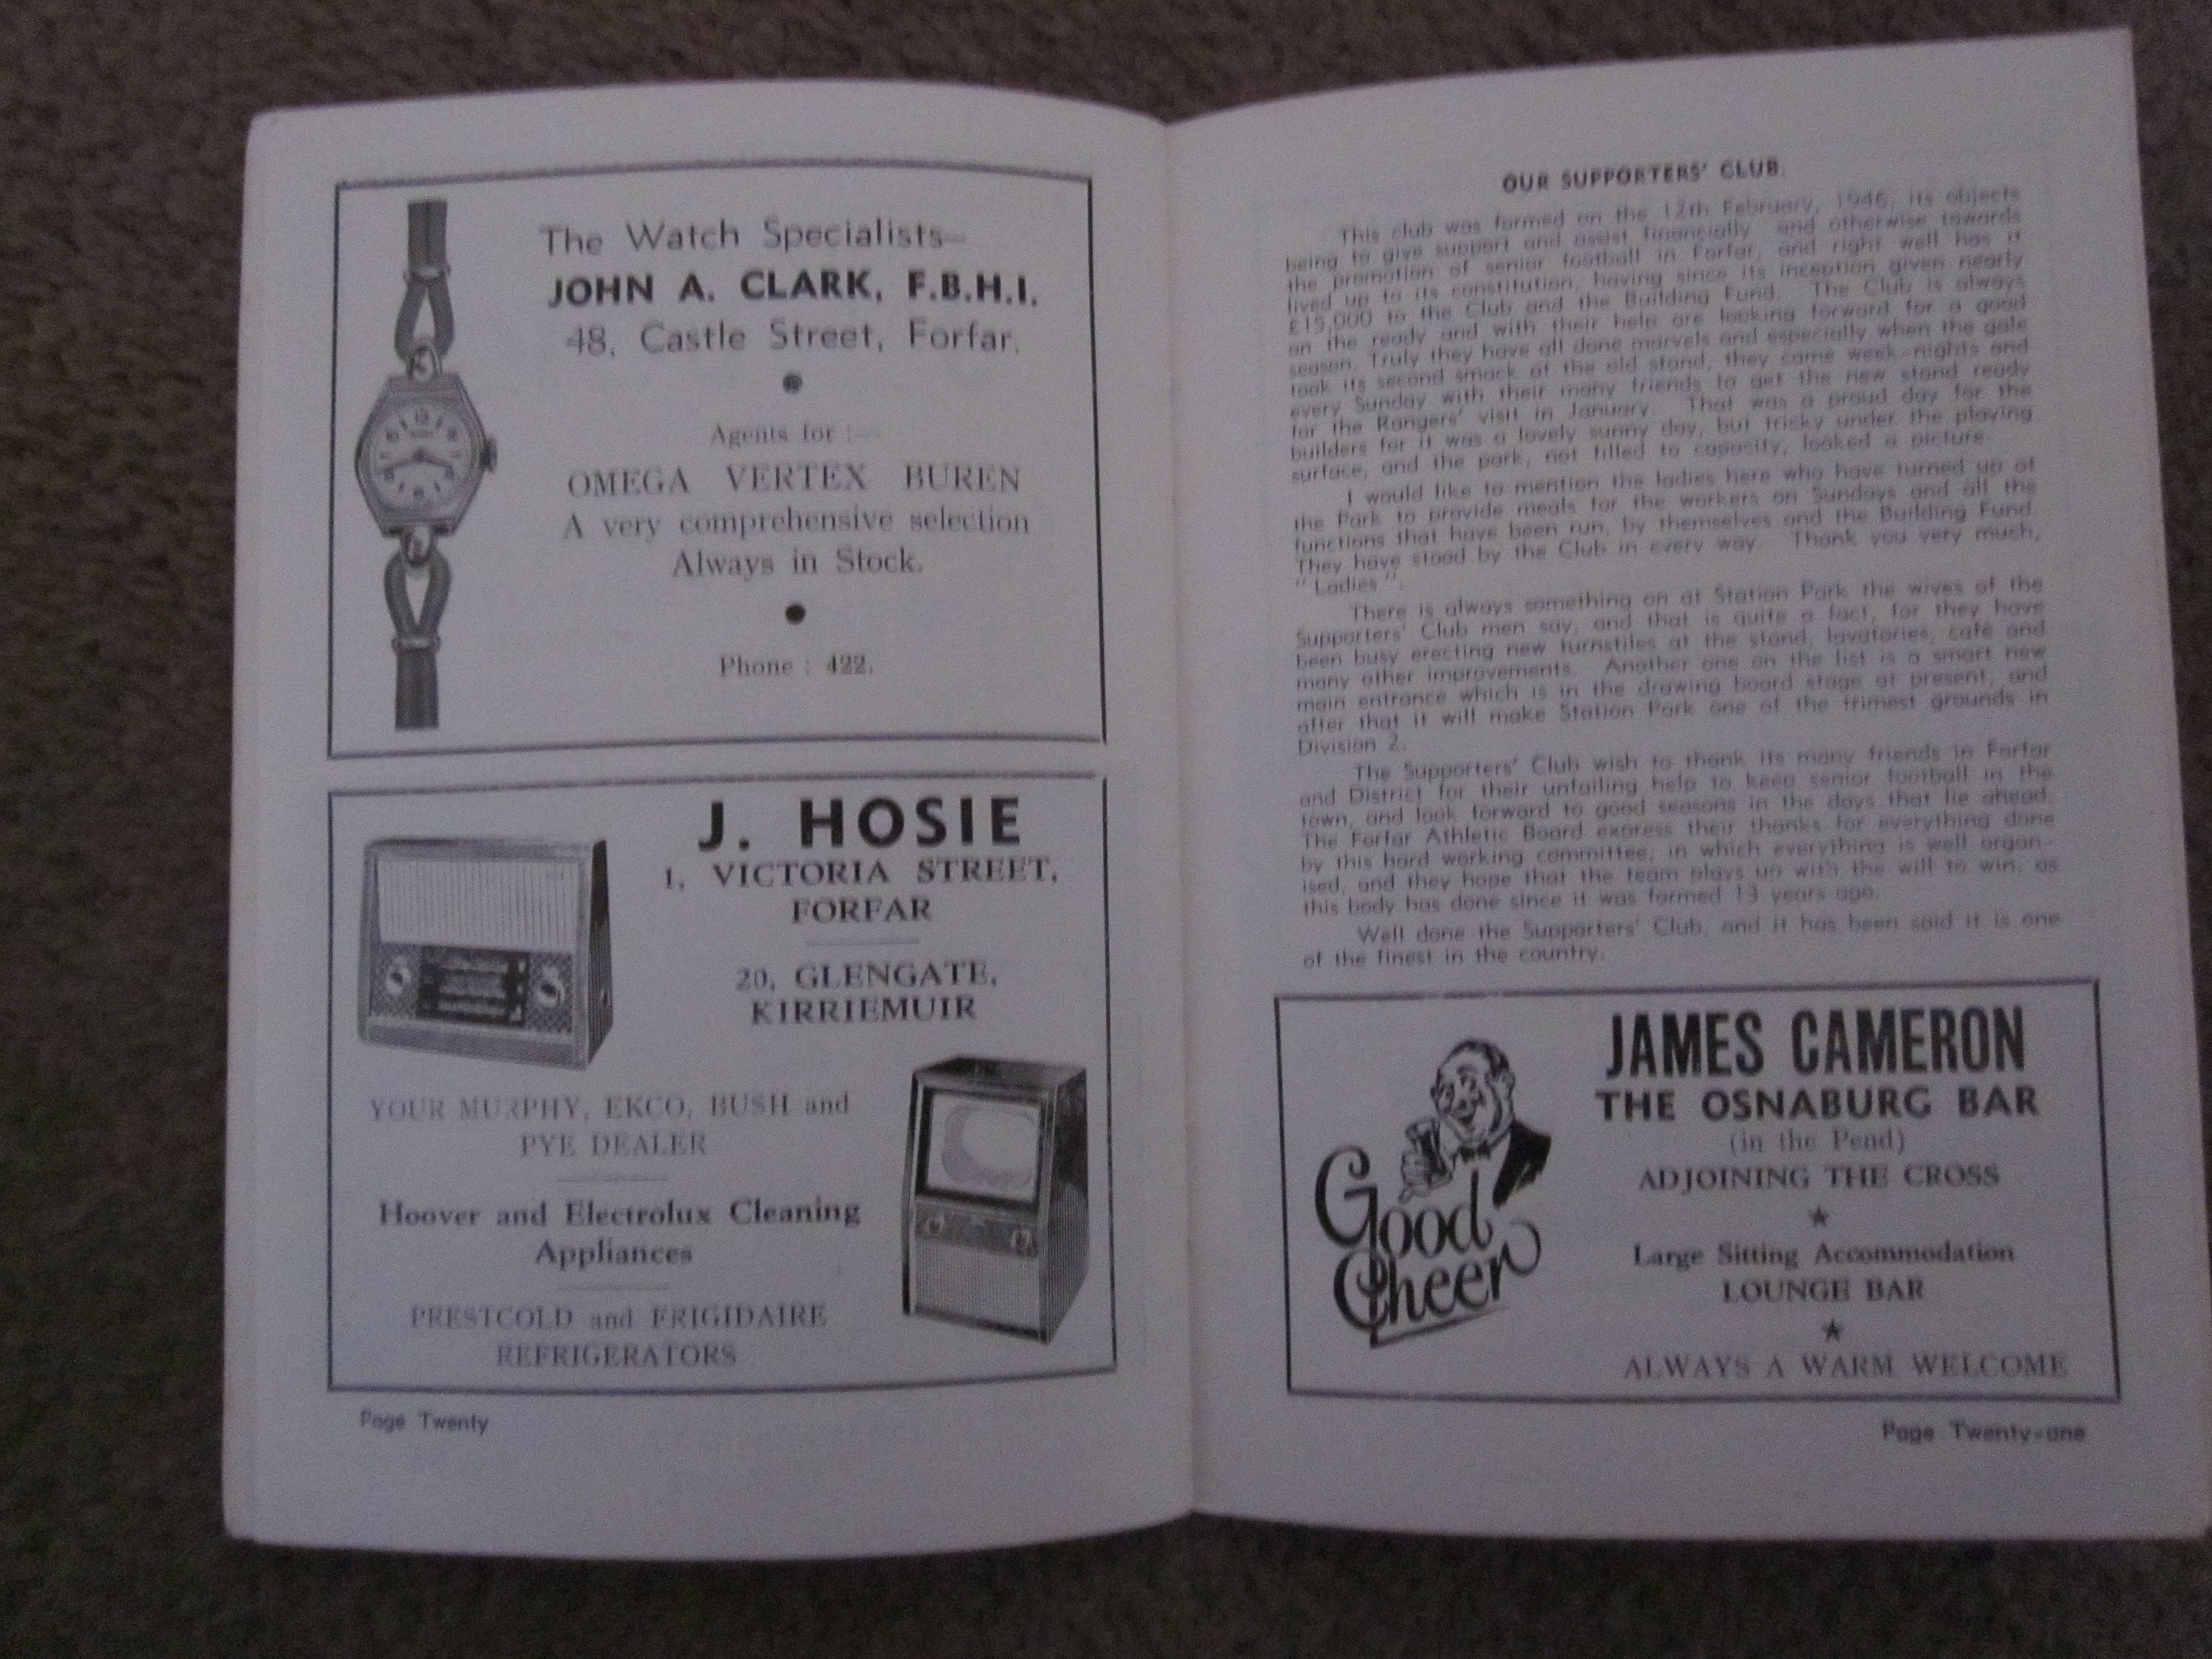 The Watch Specialists—
JOHN A. CLARK, F.B.H.I.
48, Castle Street, Forfar.
Agents for :—
OMEGA VERTEX BUREN
A very comprehensive selection
Always in Stock.
Phone : 422.
J. HOSIE
1, VICTORIA STREET,
FORFAR
20, GLENGATE,
KIRRIEMUIR
YOUR MURPHY, EKCO, BUSH and
PYE DEALER
Hoover and Electrolux Cleaning
Appliances
PRESTCOLD and FRIGIDAIRE
REFRIGERATORS
Page Twenty
OUR SUPPORTERS' CLUB.
This club was formed on the 12th February, 1946, its objects
being to give support and assist financially and otherwise towards
the promotion of senior football in Forfar, and right well has it
lived up to its constitution, having since its inception given nearly
£15,000 to the Club and the Building Fund. The Club is always
on the ready and with their help are looking forward for a good
season. Truly they have all done marvels and especially when the gale
took its second smack at the old stand, they came week-nights and
every Sunday with their many friends to get the new stand ready
for the Rangers' visit in January. That was a proud day for the
builders for it was a lovely sunny day, but tricky under the playing
surface, and the park, not filled to capacity, looked a picture.
I would like to mention the ladies here who have turned up at
the Park to provide meals for the workers on Sundays and all the
functions that have been run, by themselves and the Building Fund.
They have stood by the Club in every way. Thank you very much,
" Ladies ".
There is always something on at Station Park the wives of the
Supporters' Club men say, and that is quite a fact, for they have
been busy erecting new turnstiles at the stand, lavatories, café and
many other improvements. Another one on the list is a smart new
main entrance which is in the drawing board stage at present, and
after that it will make Station Park one of the trimest grounds in
Division 2.
The Supporters' Club wish to thank its many friends in Forfar
and District for their unfailing help to keep senior football in the
town, and look forward to good seasons in the days that lie ahead.
The Forfar Athletic Board express their thanks for everything done
by this hard working committee, in which everything is well organ-
ised, and they hope that the team plays up with the will to win, as
this body has done since it was formed 13 years ago.
Well done the Supporters' Club, and it has been said it is one
of the finest in the country.
Good
Cheer
JAMES CAMERON
THE OSNABURG BAR
(in the Pend)
ADJOINING THE CROSS
Large Sitting Accommodation
LOUNGE BAR
ALWAYS A WARM WELCOME
Page Twenty-one